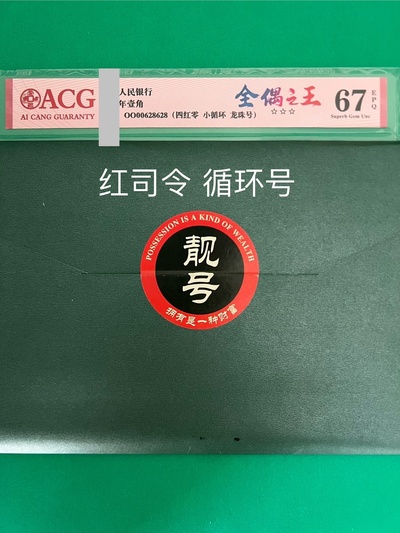 ACG
AI CANG GUARANTY
人民银行
年壹角
OO00628628（四红零 小循环 龙珠号）
全偶之王
☆☆☆
67 EPQ
Superb Gem Unc
红司令 循环号
POSSESSION IS A KIND OF WEALTH
靓号
拥有是一种财富